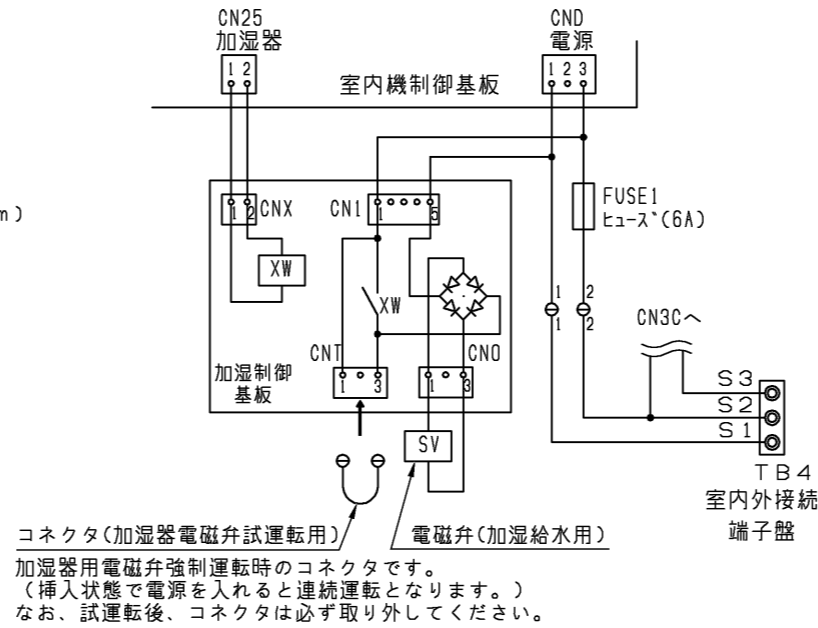 CN25
加湿器
1 2
CND
電源
1 2 3
室内機制御基板
m)
1 2
CNX
CN1
1 5
FUSE1
ヒューズ(6A)
XW
XW
1 2
1 2
CN3Cへ
CNT
1 3
CNO
1 3
加湿制御
基板
S3
S2
S1
SV
TB4
室内外接続
端子盤
コネクタ(加湿器電磁弁試運転用)
電磁弁(加湿給水用)
加湿器用電磁弁強制運転時のコネクタです。
(挿入状態で電源を入れると連続運転となります。)
なお、試運転後、コネクタは必ず取り外してください。